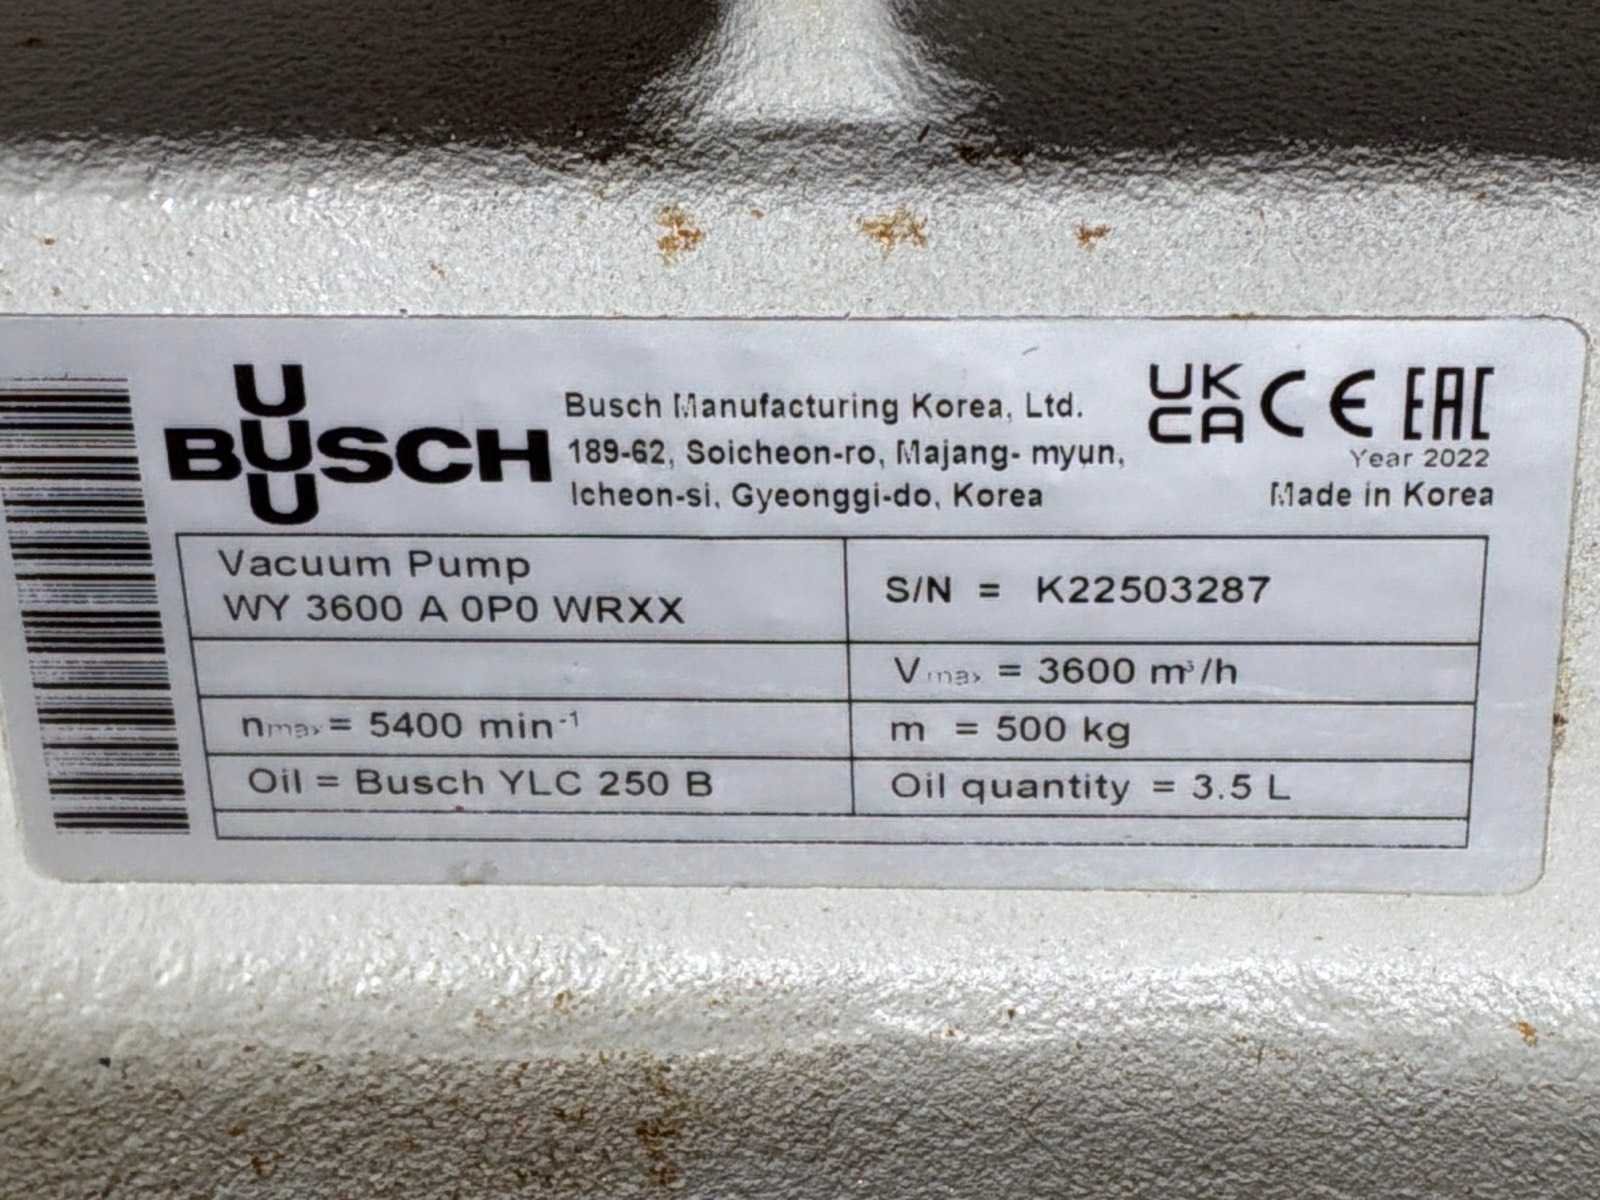 BUSCH
U
U
Busch Manufacturing Korea, Ltd.
189-62, Soicheon-ro, Majang- myun,
Icheon-si, Gyeonggi-do, Korea
UK
CA
CE EAC
Year 2022
Made in Korea
Vacuum Pump
WY 3600 A 0P0 WRXX
S/N = K22503287
Vmax = 3600 m³/h
nmax = 5400 min⁻¹
m = 500 kg
Oil = Busch YLC 250 B
Oil quantity = 3.5 L